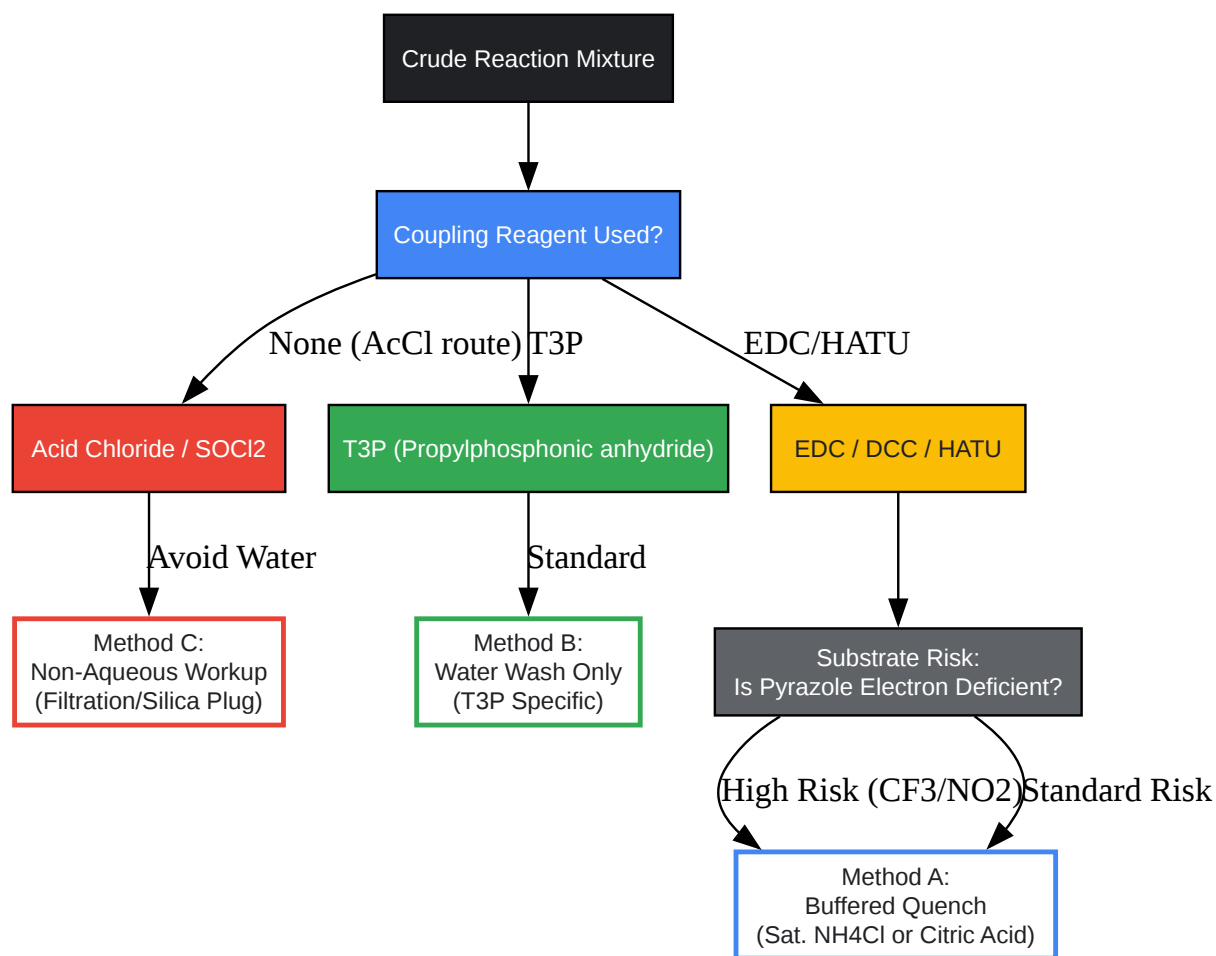 Crude Reaction Mixture
Coupling Reagent Used?
None (AcCl route)
T3P
EDC/HATU
Acid Chloride / SOCl2
T3P (Propylphosphonic anhydride)
EDC / DCC / HATU
Avoid Water
Standard
Method C:
Non-Aqueous Workup
(Filtration/Silica Plug)
Method B:
Water Wash Only
(T3P Specific)
Substrate Risk:
Is Pyrazole Electron Deficient?
High Risk (CF3/NO2)
Standard Risk
Method A:
Buffered Quench
(Sat. NH4Cl or Citric Acid)